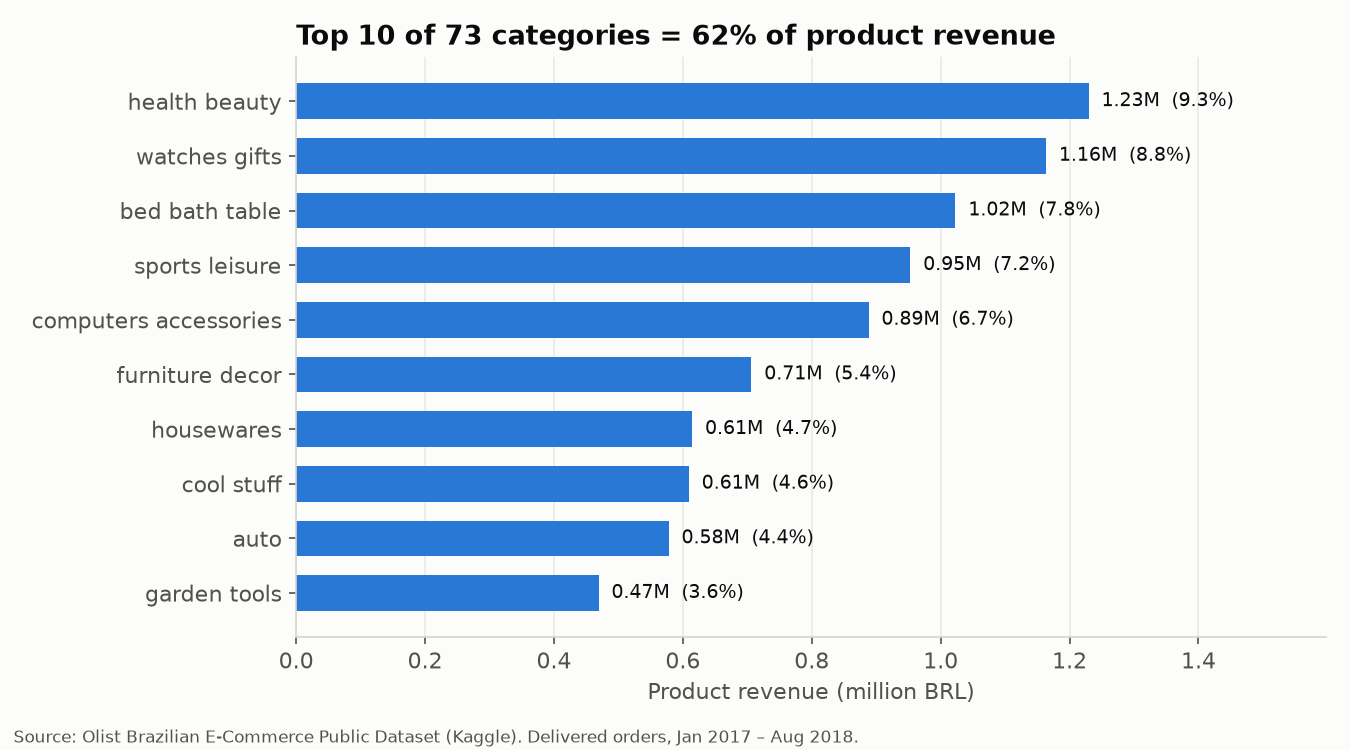 Top 10 of 73 categories = 62% of product revenue
health beauty 1.23M (9.3%)
watches gifts 1.16M (8.8%)
bed bath table 1.02M (7.8%)
sports leisure 0.95M (7.2%)
computers accessories 0.89M (6.7%)
furniture decor 0.71M (5.4%)
housewares 0.61M (4.7%)
cool stuff 0.61M (4.6%)
auto 0.58M (4.4%)
garden tools 0.47M (3.6%)
0.0 0.2 0.4 0.6 0.8 1.0 1.2 1.4
Product revenue (million BRL)
Source: Olist Brazilian E-Commerce Public Dataset (Kaggle). Delivered orders, Jan 2017 – Aug 2018.